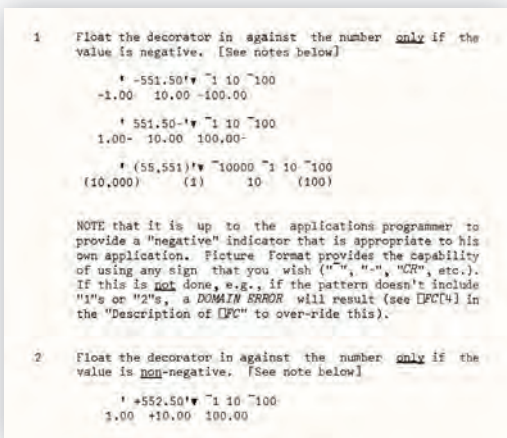 1 Float the decorator in against the number only if the
value is negative. [See notes below]
' -551.50'⍕ ¯1 10 ¯100
-1.00 10.00 -100.00
' 551.50-'⍕ ¯1 10 ¯100
1.00- 10.00 100.00-
' (55,551)'⍕ ¯10000 ¯1 10 ¯100
(10,000) (1) 10 (100)
NOTE that it is up to the applications programmer to
provide a "negative" indicator that is appropriate to his
own application. Picture Format provides the capability
of using any sign that you wish ("¯", "-", "CR", etc.).
If this is not done, e.g., if the pattern doesn't include
"1"s or "2"s, a DOMAIN ERROR will result (see ⎕FC[4] in
the "Description of ⎕FC" to over-ride this).
2 Float the decorator in against the number only if the
value is non-negative. [See note below]
' +552.50'⍕ ¯1 10 ¯100
1.00 +10.00 100.00